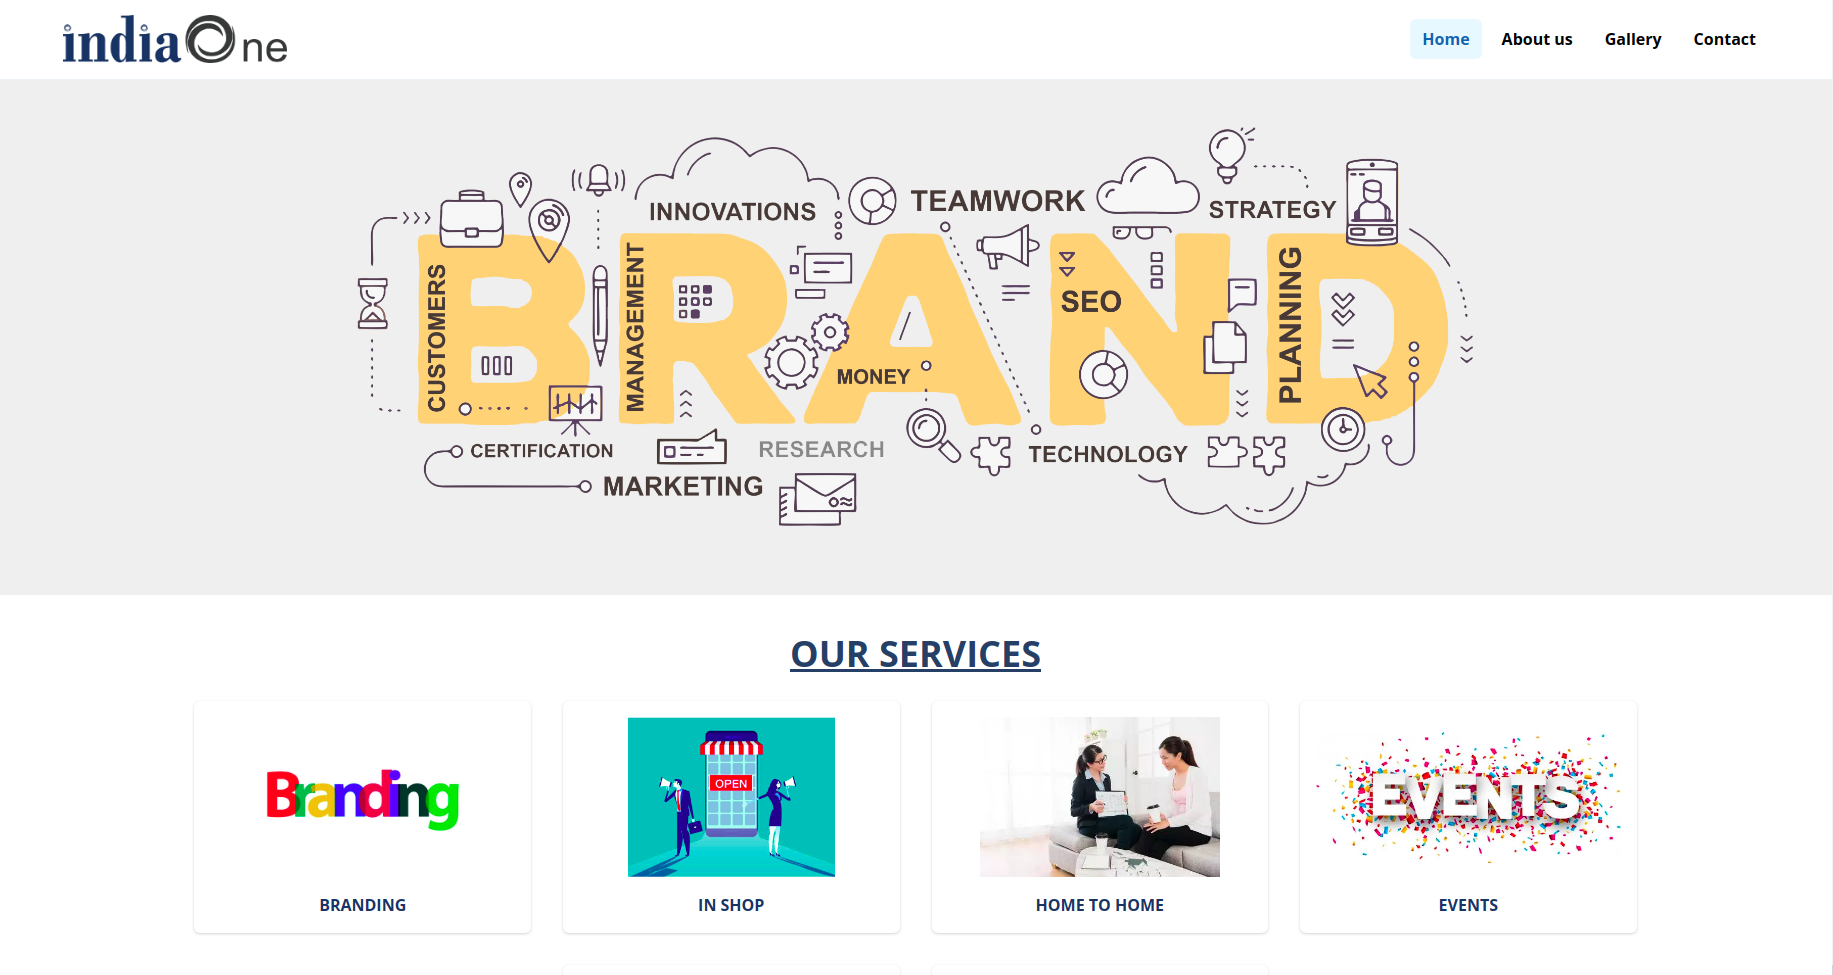 indiaOne
Home
About us
Gallery
Contact
INNOVATIONS
TEAMWORK
STRATEGY
CUSTOMERS
MANAGEMENT
BRAND
SEO
PLANNING
MONEY
CERTIFICATION
RESEARCH
TECHNOLOGY
MARKETING
OUR SERVICES
Branding
OPEN
EVENTS
BRANDING
IN SHOP
HOME TO HOME
EVENTS